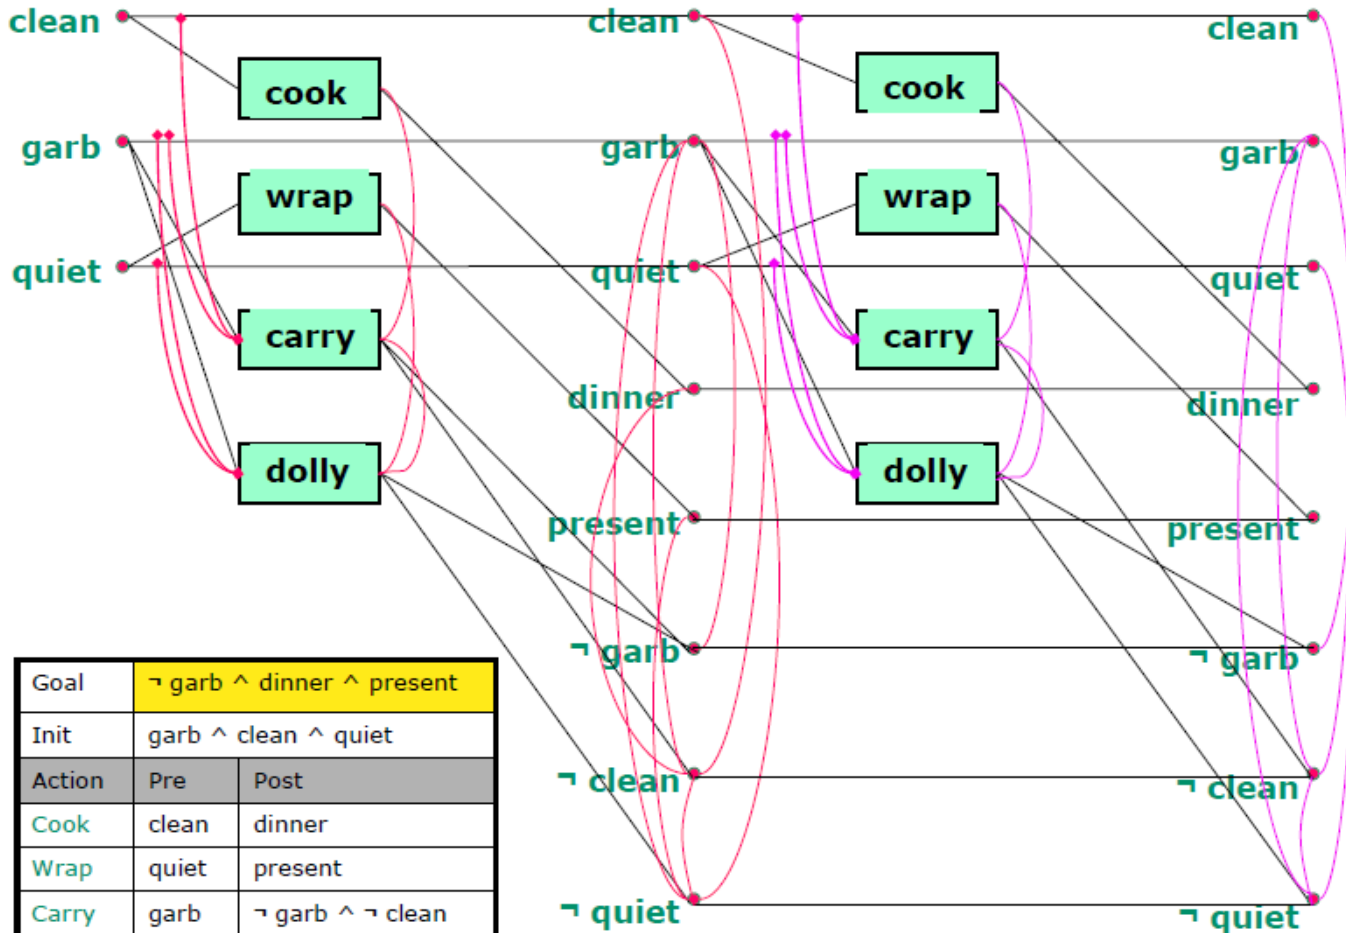 clean clean clean
cook cook
garb garb garb
wrap wrap
quiet quiet quiet
carry carry
dinner dinner
dolly dolly
present present
¬ garb ¬ garb
Goal ¬ garb ^ dinner ^ present
Init garb ^ clean ^ quiet
¬ clean ¬ clean
Action Pre Post
Cook clean dinner
Wrap quiet present
Carry garb ¬ garb ^ ¬ clean
¬ quiet ¬ quiet